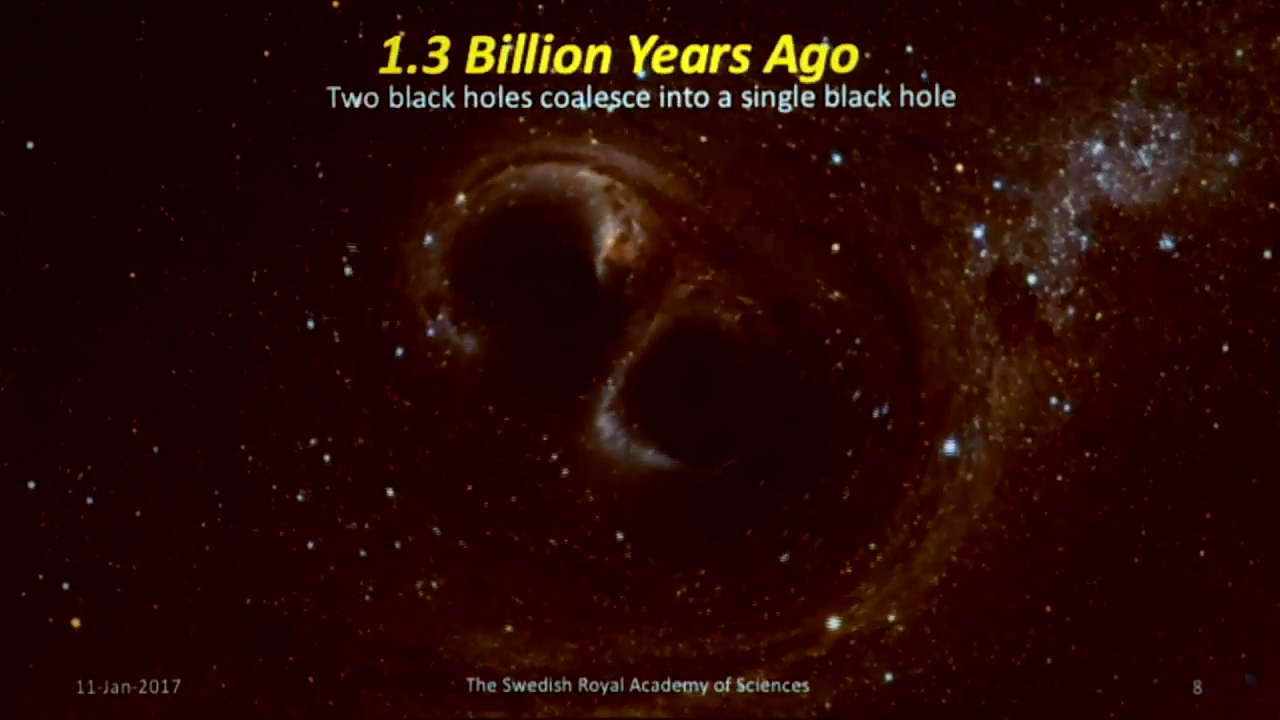 1.3 Billion Years Ago
Two black holes coalesce into a single black hole
11-Jan-2017
The Swedish Royal Academy of Sciences
8